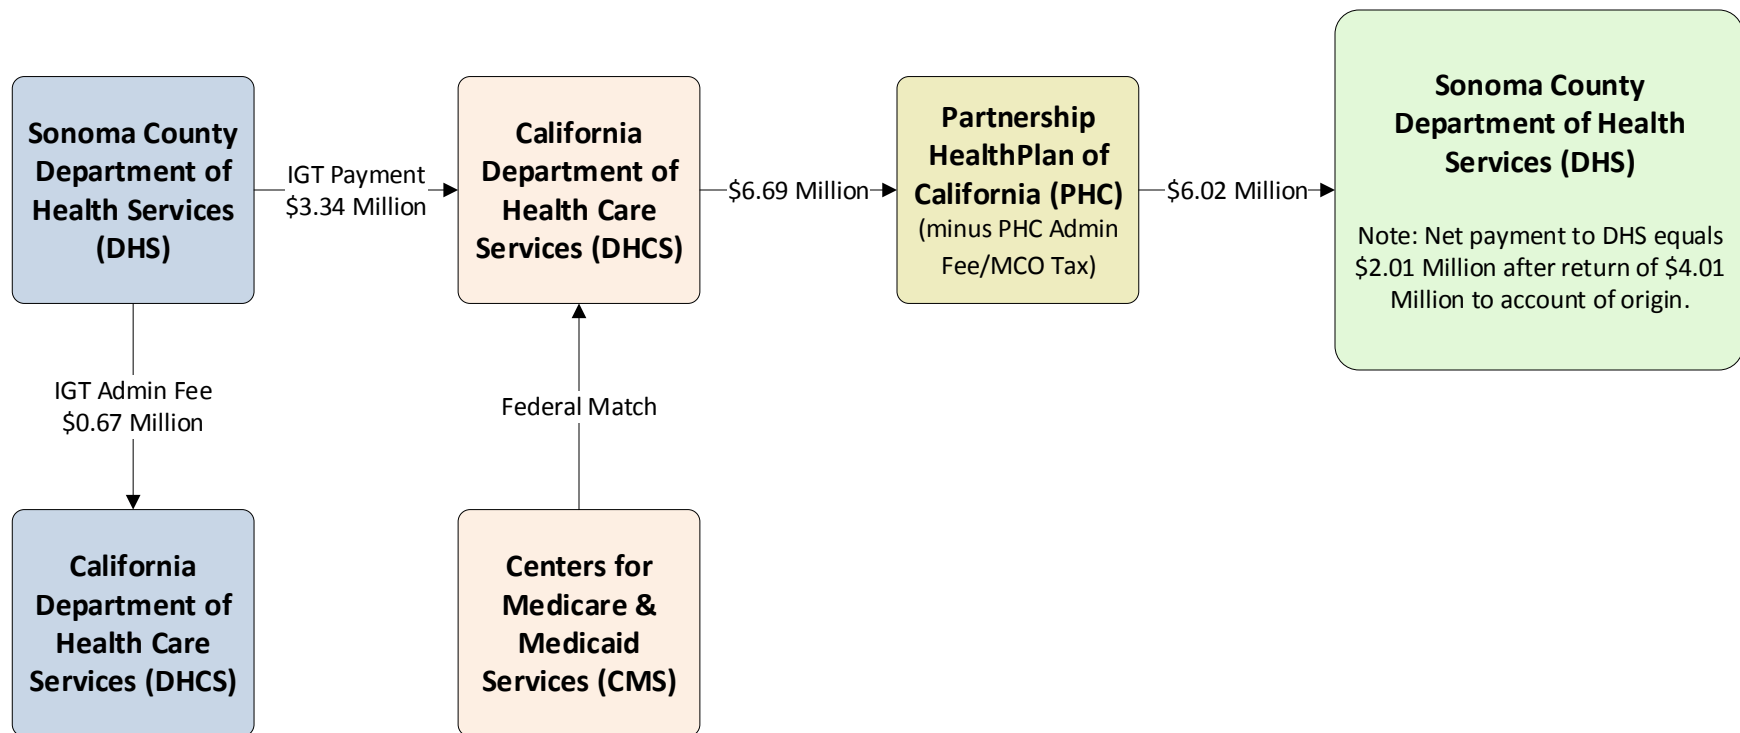 Sonoma County
Department of
Health Services
(DHS)
IGT Payment
$3.34 Million
California
Department of
Health Care
Services (DHCS)
$6.69 Million
Partnership
HealthPlan of
California (PHC)
(minus PHC Admin
Fee/MCO Tax)
$6.02 Million
Sonoma County
Department of Health
Services (DHS)
Note: Net payment to DHS equals
$2.01 Million after return of $4.01
Million to account of origin.
IGT Admin Fee
$0.67 Million
Federal Match
California
Department of
Health Care
Services (DHCS)
Centers for
Medicare &
Medicaid
Services (CMS)